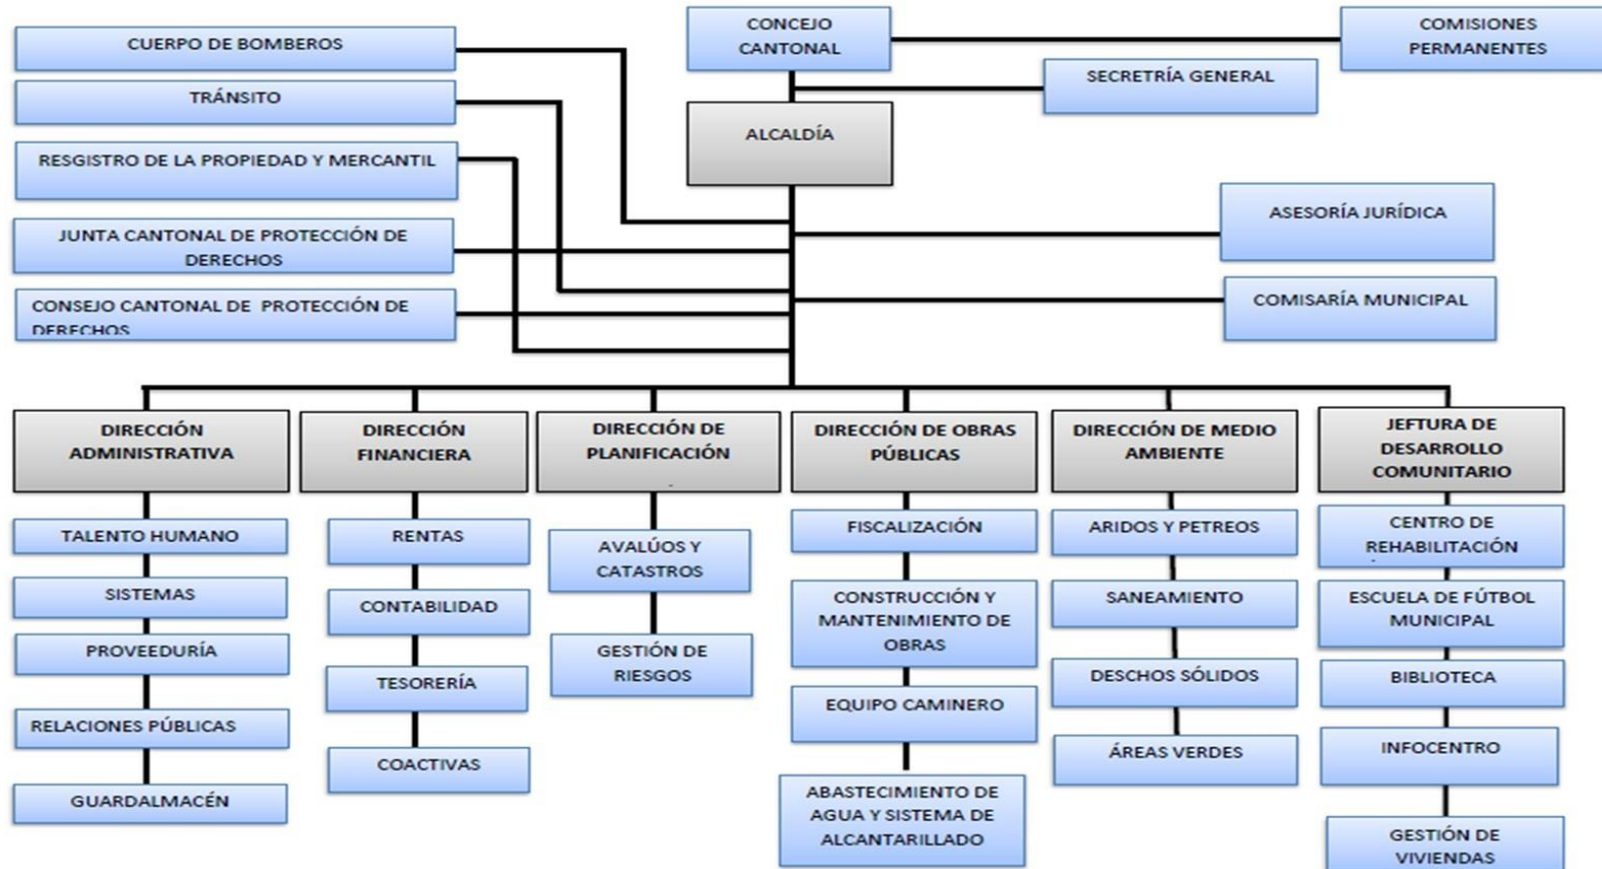 CONCEJO
CANTONAL
COMISIONES
PERMANENTES
SECRETRÍA GENERAL
ALCALDÍA
CUERPO DE BOMBEROS
TRÁNSITO
RESGISTRO DE LA PROPIEDAD Y MERCANTIL
JUNTA CANTONAL DE PROTECCIÓN DE
DERECHOS
CONSEJO CANTONAL DE PROTECCIÓN DE
DERECHOS
ASESORÍA JURÍDICA
COMISARÍA MUNICIPAL
DIRECCIÓN
ADMINISTRATIVA
TALENTO HUMANO
SISTEMAS
PROVEEDURÍA
RELACIONES PÚBLICAS
GUARDALMACÉN
DIRECCIÓN
FINANCIERA
RENTAS
CONTABILIDAD
TESORERÍA
COACTIVAS
DIRECCIÓN DE
PLANIFICACIÓN
AVALÚOS Y
CATASTROS
GESTIÓN DE
RIESGOS
DIRECCIÓN DE OBRAS
PÚBLICAS
FISCALIZACIÓN
CONSTRUCCIÓN Y
MANTENIMIENTO DE
OBRAS
EQUIPO CAMINERO
ABASTECIMIENTO DE
AGUA Y SISTEMA DE
ALCANTARILLADO
DIRECCIÓN DE MEDIO
AMBIENTE
ARIDOS Y PETREOS
SANEAMIENTO
DESCHOS SÓLIDOS
ÁREAS VERDES
JEFTURA DE
DESARROLLO
COMUNITARIO
CENTRO DE
REHABILITACIÓN
ESCUELA DE FÚTBOL
MUNICIPAL
BIBLIOTECA
INFOCENTRO
GESTIÓN DE
VIVIENDAS